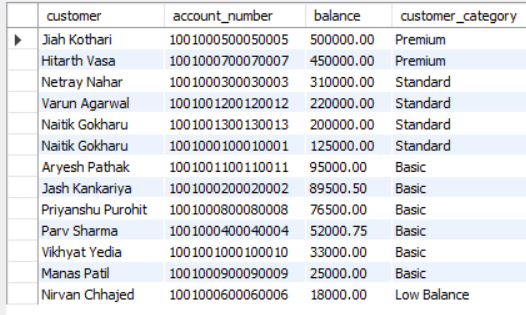 customer account_number balance customer_category
Jiah Kothari 1001000500050005 500000.00 Premium
Hitarth Vasa 1001000700070007 450000.00 Premium
Netray Nahar 1001000300030003 310000.00 Standard
Varun Agarwal 1001001200120012 220000.00 Standard
Naitik Gokharu 1001001300130013 200000.00 Standard
Naitik Gokharu 1001000100010001 125000.00 Standard
Aryesh Pathak 1001001100110011 95000.00 Basic
Jash Kankariya 1001000200020002 89500.50 Basic
Priyanshu Purohit 1001000800080008 76500.00 Basic
Parv Sharma 1001000400040004 52000.75 Basic
Vikhyat Yedia 1001001000100010 33000.00 Basic
Manas Patil 1001000900090009 25000.00 Basic
Nirvan Chhajed 1001000600060006 18000.00 Low Balance